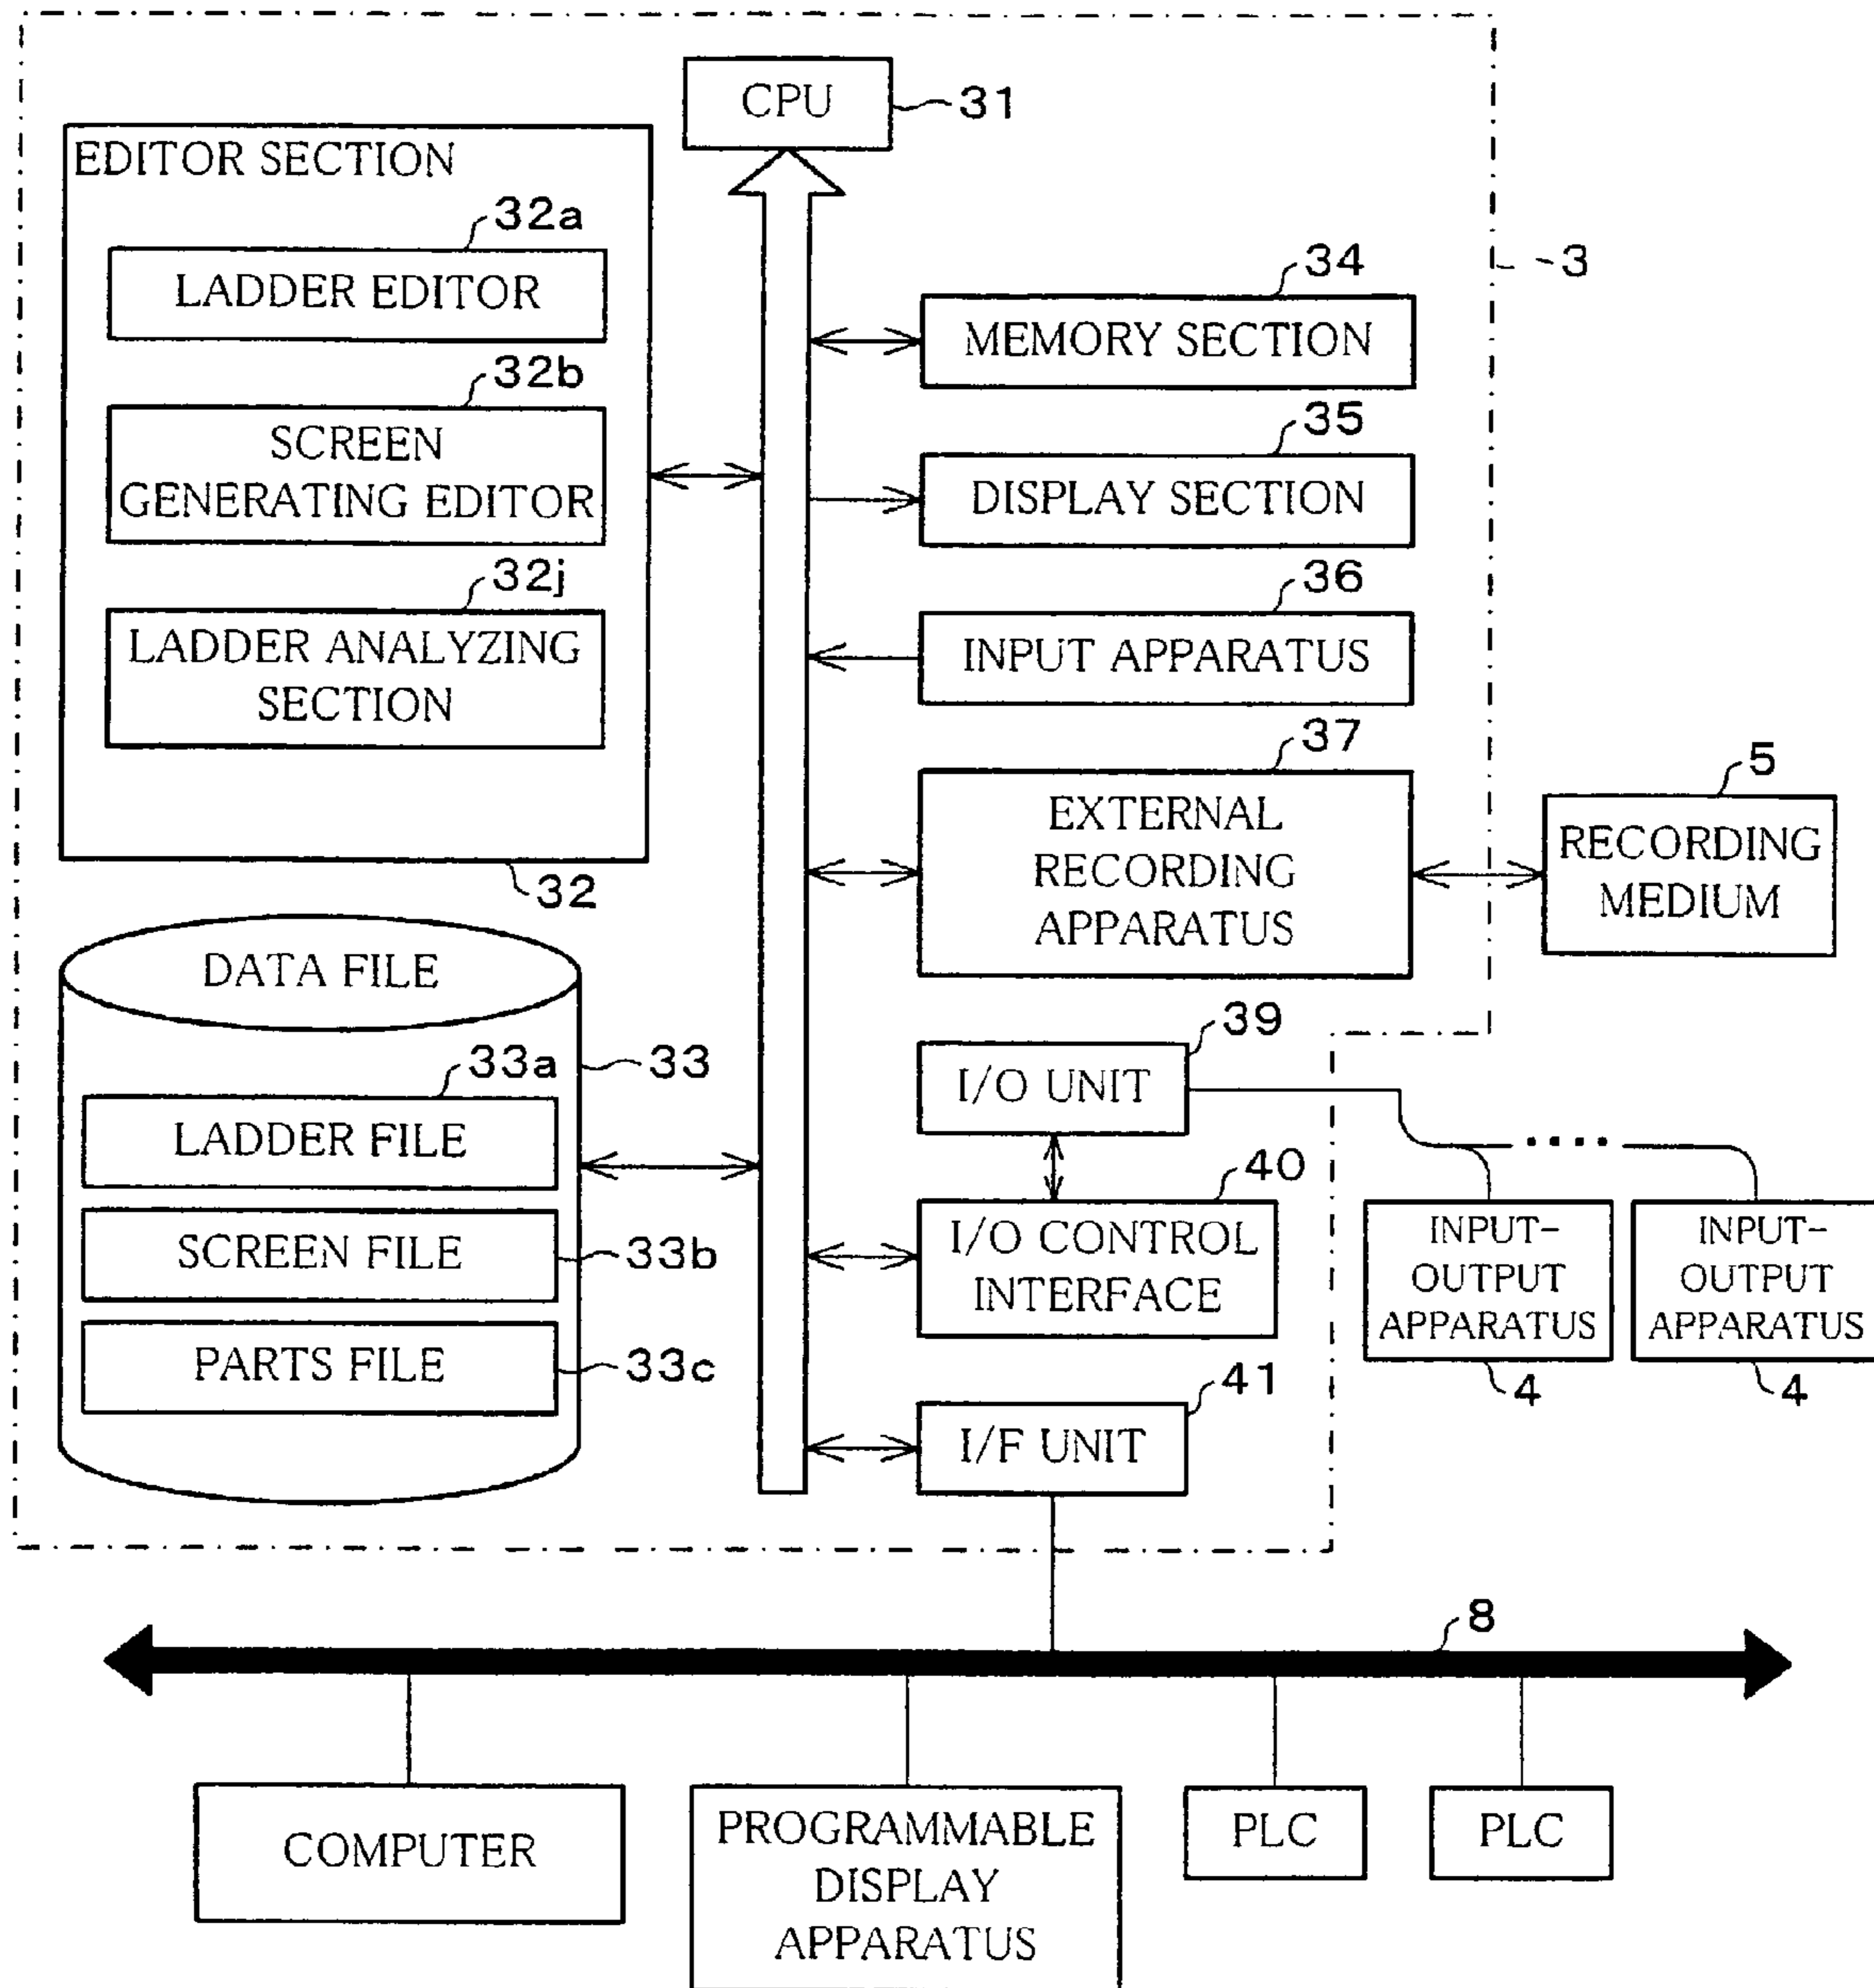 CPU
31
EDITOR SECTION
32a
LADDER EDITOR
32b
SCREEN
GENERATING EDITOR
32j
LADDER ANALYZING
SECTION
32
DATA FILE
33
33a
LADDER FILE
SCREEN FILE
33b
PARTS FILE
33c
3
34
MEMORY SECTION
35
DISPLAY SECTION
36
INPUT APPARATUS
37
EXTERNAL
RECORDING
APPARATUS
5
RECORDING
MEDIUM
39
I/O UNIT
40
I/O CONTROL
INTERFACE
41
I/F UNIT
....
INPUT-
OUTPUT
APPARATUS
4
INPUT-
OUTPUT
APPARATUS
4
8
COMPUTER
PROGRAMMABLE
DISPLAY
APPARATUS
PLC
PLC